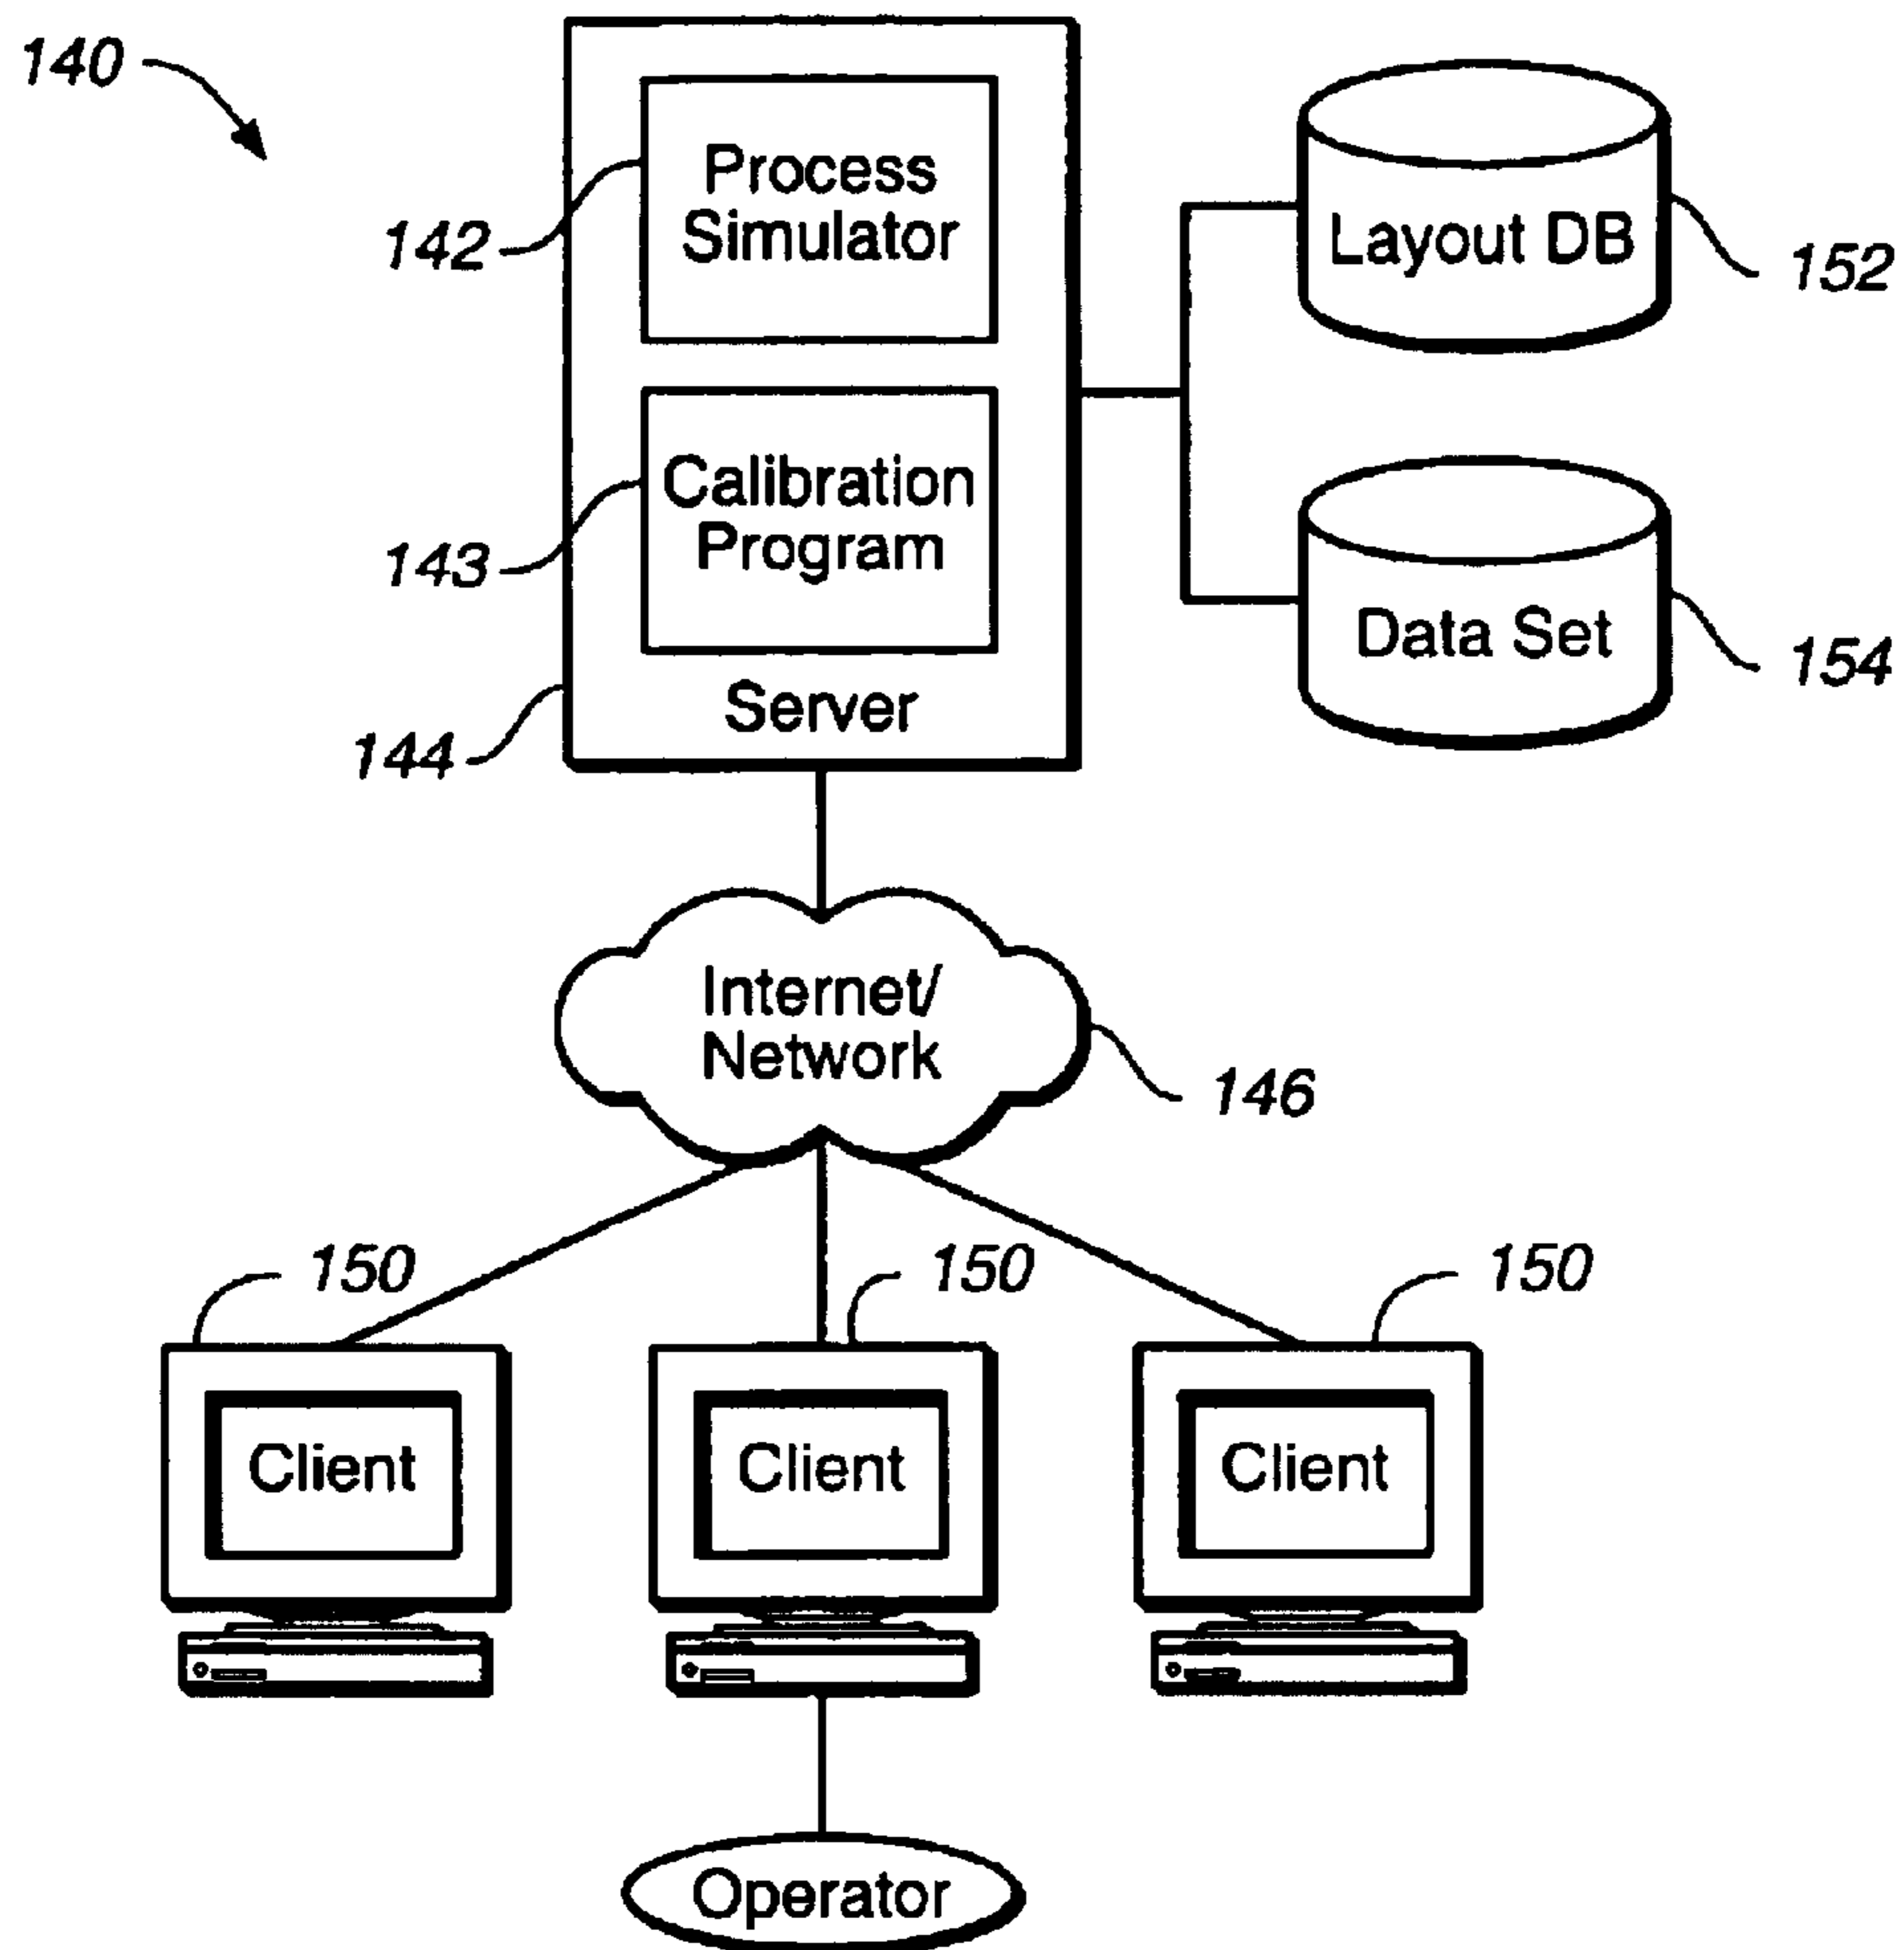 140
Process
Simulator
142
Layout DB
152
Calibration
Program
143
Data Set
154
Server
144
Internet/
Network
146
150
150
150
Client
Client
Client
Operator